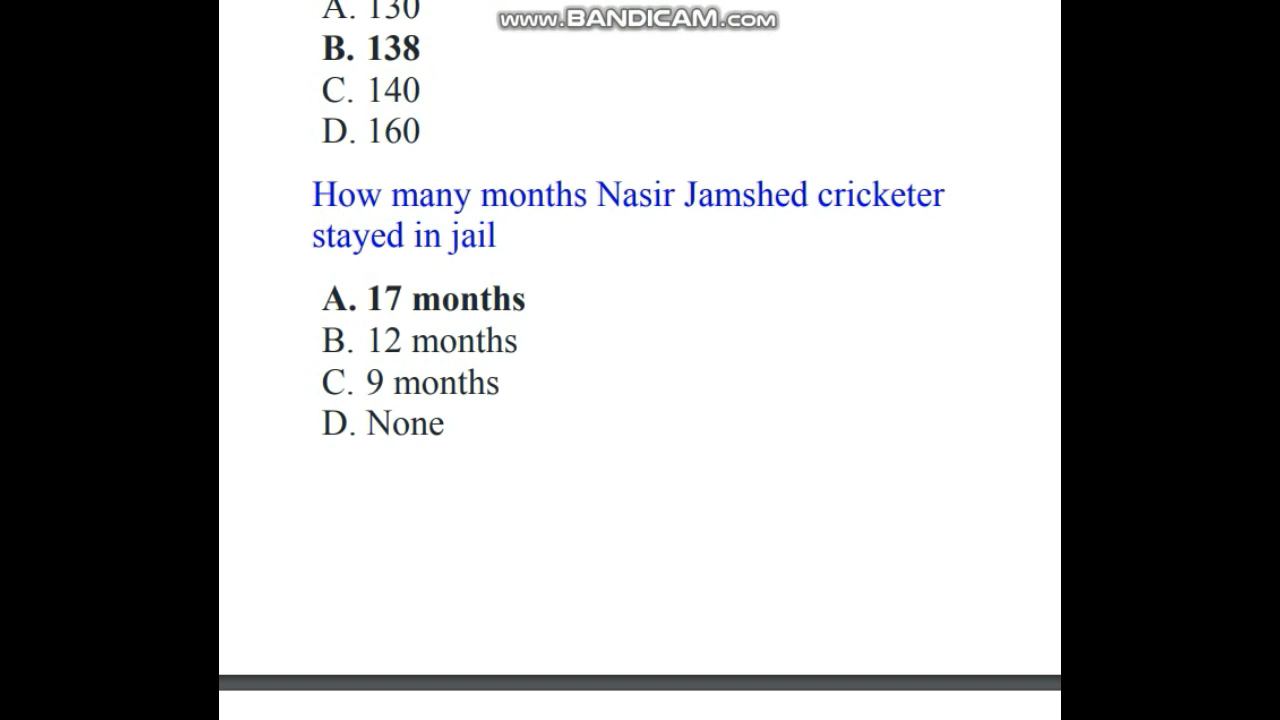 A. 130
www.BANDICAM.com
B. 138
C. 140
D. 160
How many months Nasir Jamshed cricketer
stayed in jail
A. 17 months
B. 12 months
C. 9 months
D. None